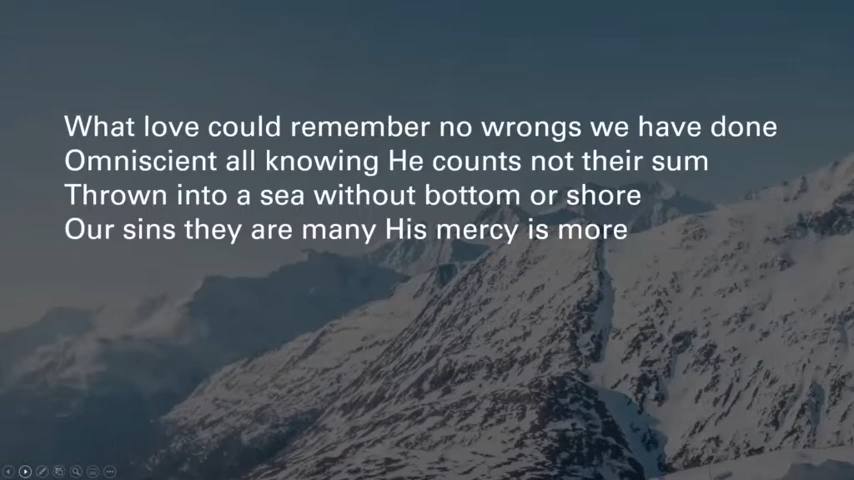 What love could remember no wrongs we have done
Omniscient all knowing He counts not their sum
Thrown into a sea without bottom or shore
Our sins they are many His mercy is more